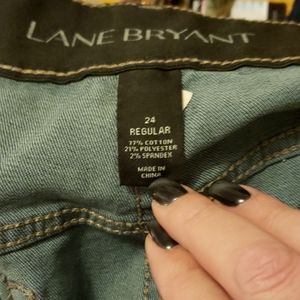 LANE BRYANT
24
REGULAR
77% COTTON
21% POLYESTER
2% SPANDEX
MADE IN
CHINA